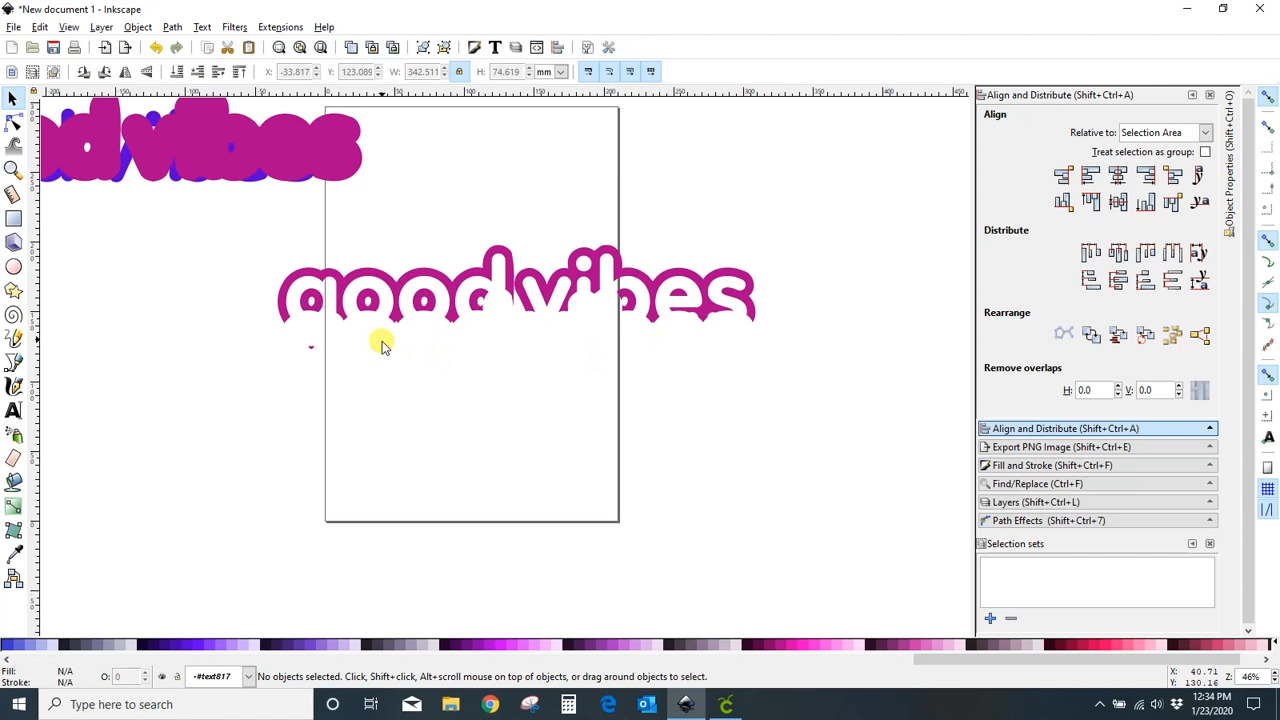 *New document 1 - Inkscape
File Edit View Layer Object Path Text Filters Extensions Help
X: -33.817 Y: 123.089 W: 342.511 H: 74.619 mm
odvibes
goodvibes
Align and Distribute (Shift+Ctrl+A)
Align
Relative to: Selection Area
Treat selection as group:
Distribute
Rearrange
Remove overlaps
H: 0.0 V: 0.0
Align and Distribute (Shift+Ctrl+A)
Export PNG Image (Shift+Ctrl+E)
Fill and Stroke (Shift+Ctrl+F)
Find/Replace (Ctrl+F)
Layers (Shift+Ctrl+L)
Path Effects (Shift+Ctrl+7)
Selection sets
Object Properties (Shift+Ctrl+O)
Fill: N/A
Stroke: N/A
O: 0
-#text817
No objects selected. Click, Shift+click, Alt+scroll mouse on top of objects, or drag around objects to select.
X: 40.71
Y: 130.16
Z: 46%
Type here to search
12:34 PM
1/23/2020